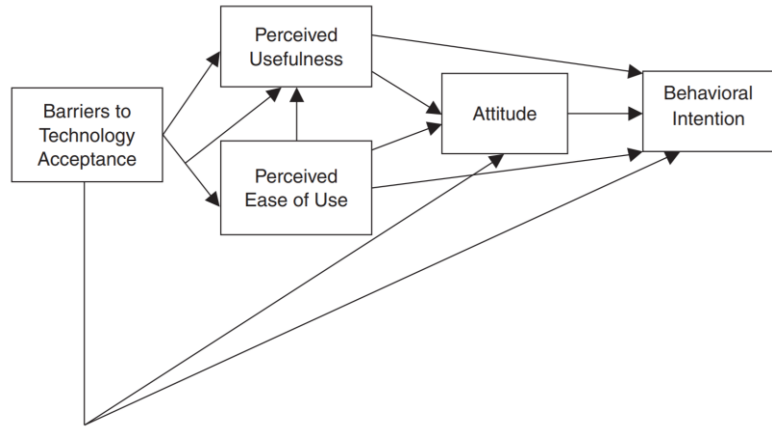 Perceived
Usefulness
Barriers to
Technology
Acceptance
Attitude
Behavioral
Intention
Perceived
Ease of Use